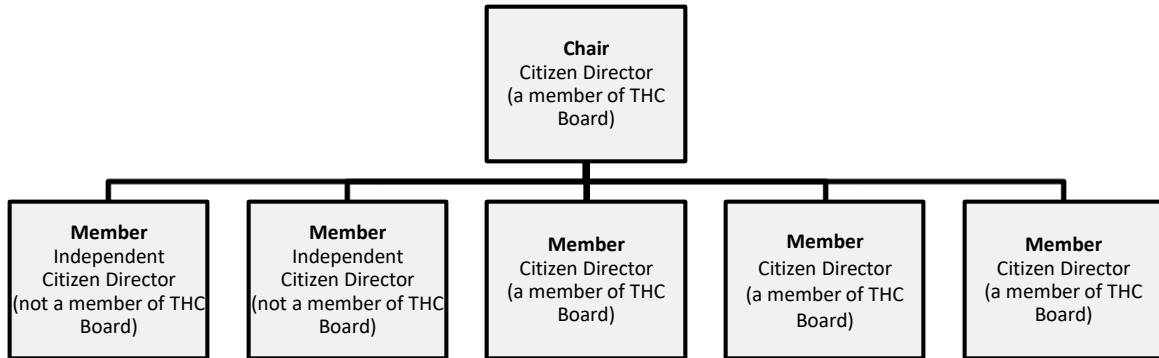 Chair
Citizen Director
(a member of THC
Board)
Member
Independent
Citizen Director
(not a member of THC
Board)
Member
Independent
Citizen Director
(not a member of THC
Board)
Member
Citizen Director
(a member of THC
Board)
Member
Citizen Director
(a member of THC
Board)
Member
Citizen Director
(a member of THC
Board)